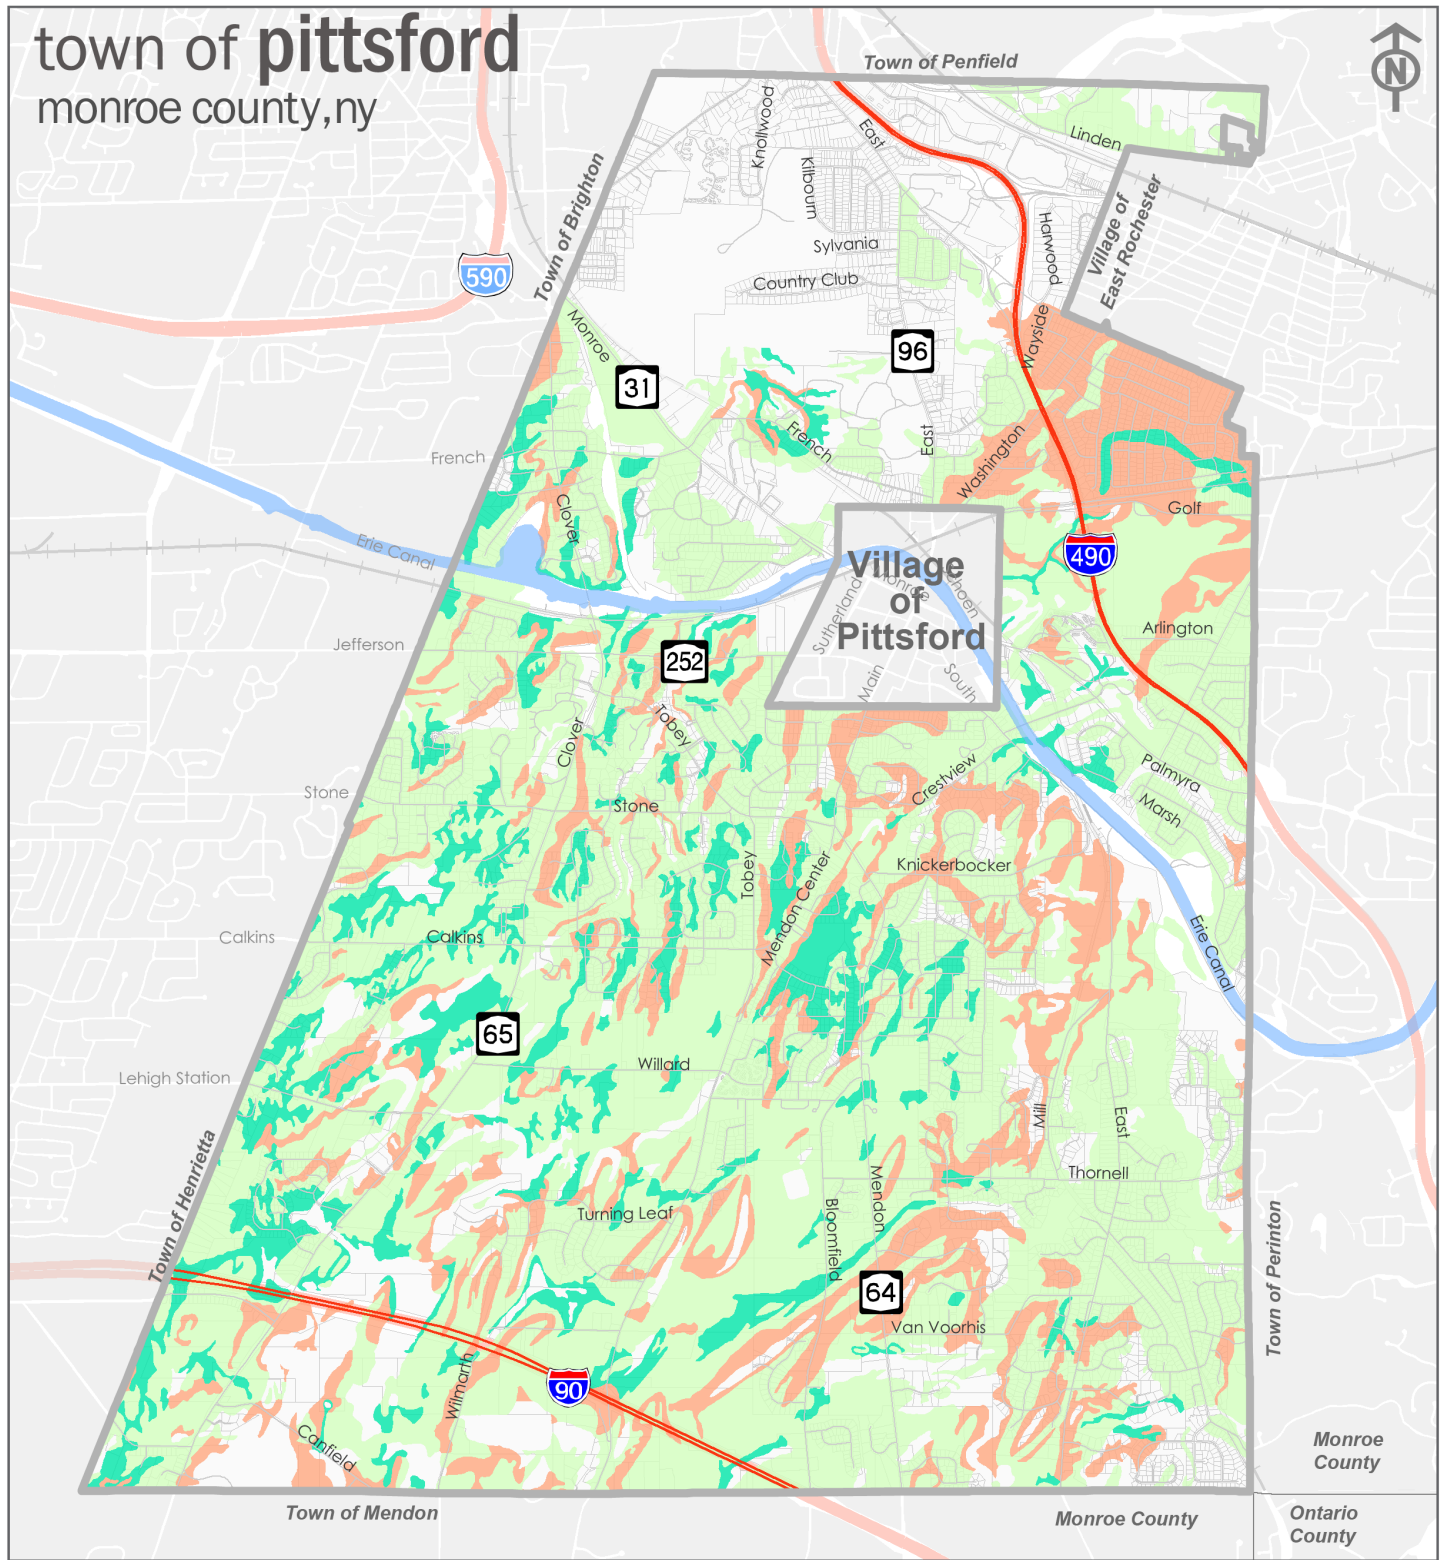 town of pittsford
monroe county,ny
N
Town of Penfield
Knollwood
East
Linden
Kilbourn
Town of Brighton
Village of
East Rochester
Harwood
Sylvania
590
Country Club
Monroe
Wayside
96
31
French
East
Washington
French
Clover
Golf
Erie Canal
490
Village
of
Pittsford
Monroe
Sutherland
Schoen
Jefferson
Arlington
252
Main
South
Tobey
Clover
Crestview
Palmyra
Stone
Stone
Marsh
Tobey
Knickerbocker
Mendon Center
Calkins
Calkins
Erie Canal
65
Willard
Lehigh Station
Mill
East
Town of Henrietta
Thornell
Mendon
Bloomfield
Turning Leaf
Town of Perinton
64
Van Voorhis
90
Wilmarth
Canfield
Monroe
County
Town of Mendon
Monroe County
Ontario
County